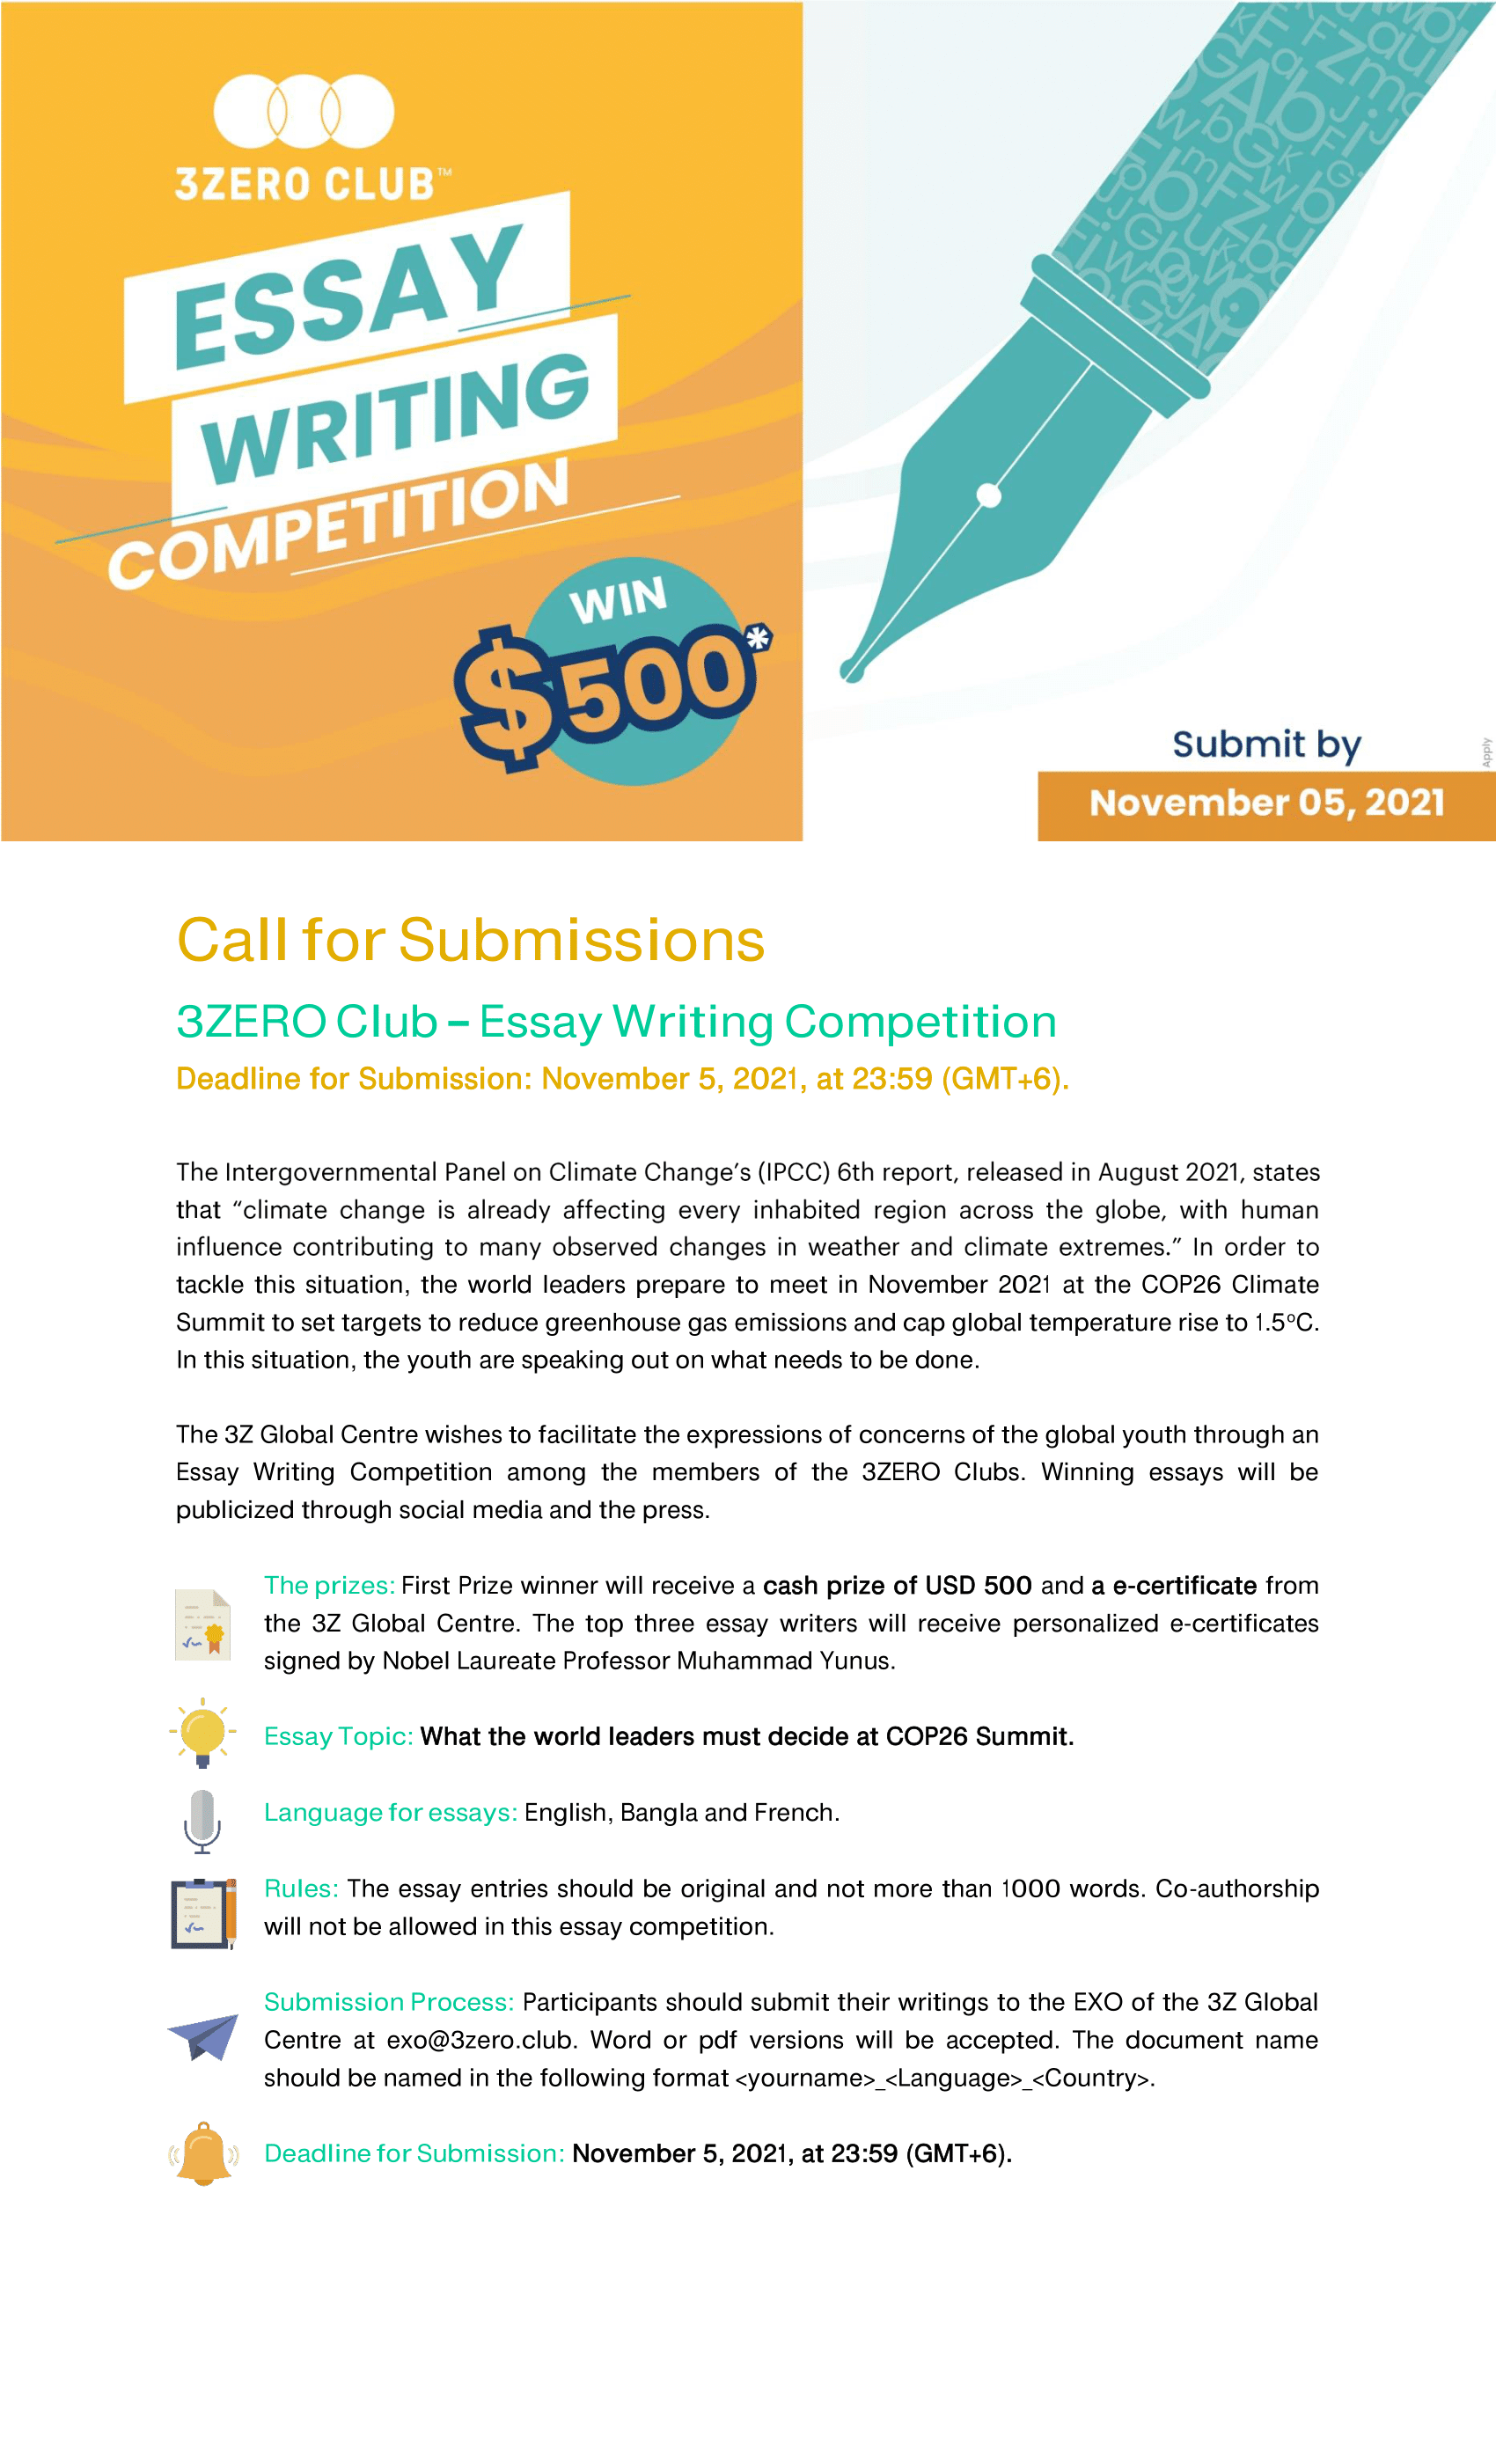 3ZERO CLUB™
ESSAY
WRITING
COMPETITION
WIN
$500*
Submit by
November 05, 2021
Apply
Call for Submissions
3ZERO Club – Essay Writing Competition
Deadline for Submission: November 5, 2021, at 23:59 (GMT+6).
The Intergovernmental Panel on Climate Change's (IPCC) 6th report, released in August 2021, states
that "climate change is already affecting every inhabited region across the globe, with human
influence contributing to many observed changes in weather and climate extremes." In order to
tackle this situation, the world leaders prepare to meet in November 2021 at the COP26 Climate
Summit to set targets to reduce greenhouse gas emissions and cap global temperature rise to 1.5ºC.
In this situation, the youth are speaking out on what needs to be done.
The 3Z Global Centre wishes to facilitate the expressions of concerns of the global youth through an
Essay Writing Competition among the members of the 3ZERO Clubs. Winning essays will be
publicized through social media and the press.
The prizes: First Prize winner will receive a cash prize of USD 500 and a e-certificate from
the 3Z Global Centre. The top three essay writers will receive personalized e-certificates
signed by Nobel Laureate Professor Muhammad Yunus.
Essay Topic: What the world leaders must decide at COP26 Summit.
Language for essays: English, Bangla and French.
Rules: The essay entries should be original and not more than 1000 words. Co-authorship
will not be allowed in this essay competition.
Submission Process: Participants should submit their writings to the EXO of the 3Z Global
Centre at exo@3zero.club. Word or pdf versions will be accepted. The document name
should be named in the following format <yourname>_<Language>_<Country>.
Deadline for Submission: November 5, 2021, at 23:59 (GMT+6).